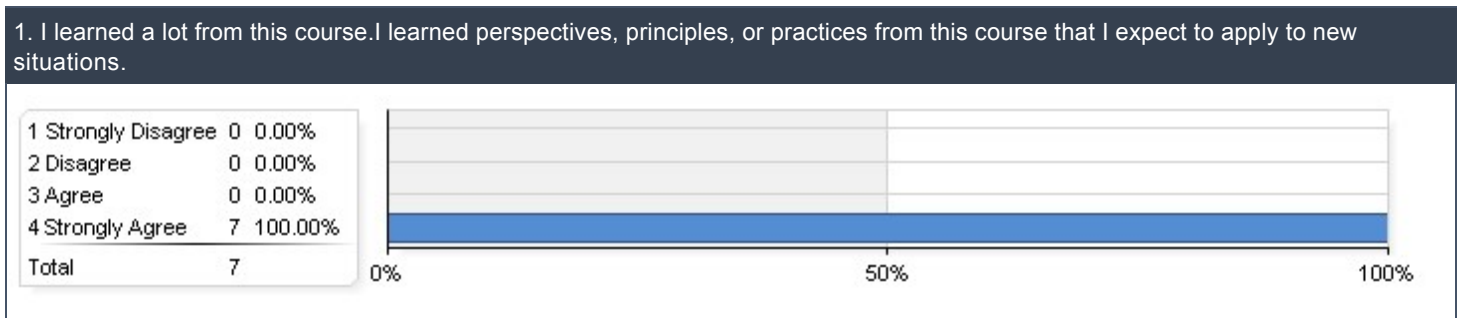 1. I learned a lot from this course.I learned perspectives, principles, or practices from this course that I expect to apply to new
situations.
1 Strongly Disagree 0 0.00%
2 Disagree 0 0.00%
3 Agree 0 0.00%
4 Strongly Agree 7 100.00%
Total 7
0% 50% 100%